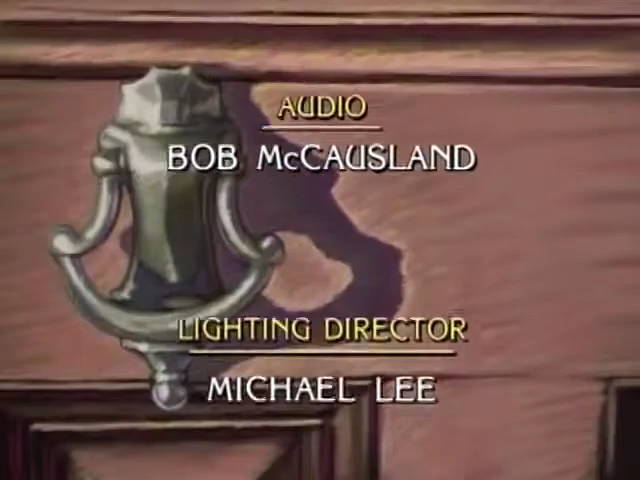 AUDIO
BOB McCAUSLAND
LIGHTING DIRECTOR
MICHAEL LEE